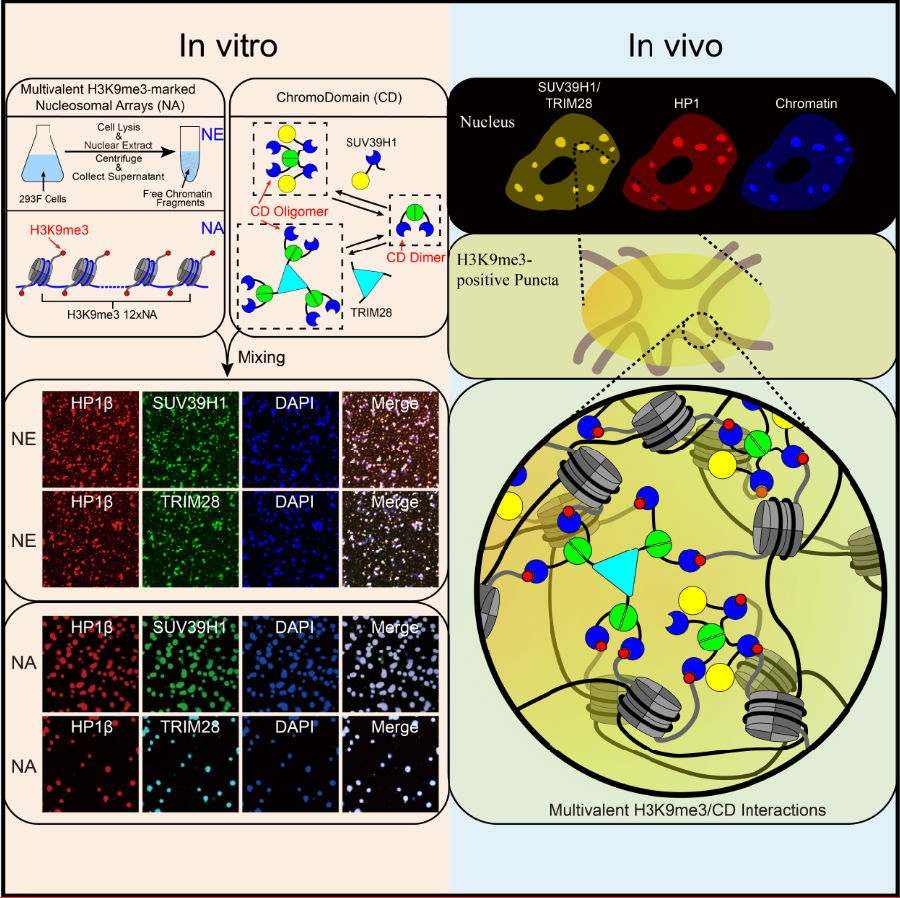 In vitro
Multivalent H3K9me3-marked
Nucleosomal Arrays (NA)
Cell Lysis
&
Nuclear Extract
Centrifuge
&
Collect Supernatant
NE
293F Cells
Free Chromatin
Fragments
NA
H3K9me3
H3K9me3 12xNA
ChromoDomain (CD)
SUV39H1
CD Oligomer
CD Dimer
TRIM28
Mixing
HP1β SUV39H1 DAPI Merge
NE
HP1β TRIM28 DAPI Merge
NE
HP1β SUV39H1 DAPI Merge
NA
HP1β TRIM28 DAPI Merge
NA
In vivo
SUV39H1/
TRIM28
HP1
Chromatin
Nucleus
H3K9me3-
positive Puncta
Multivalent H3K9me3/CD Interactions